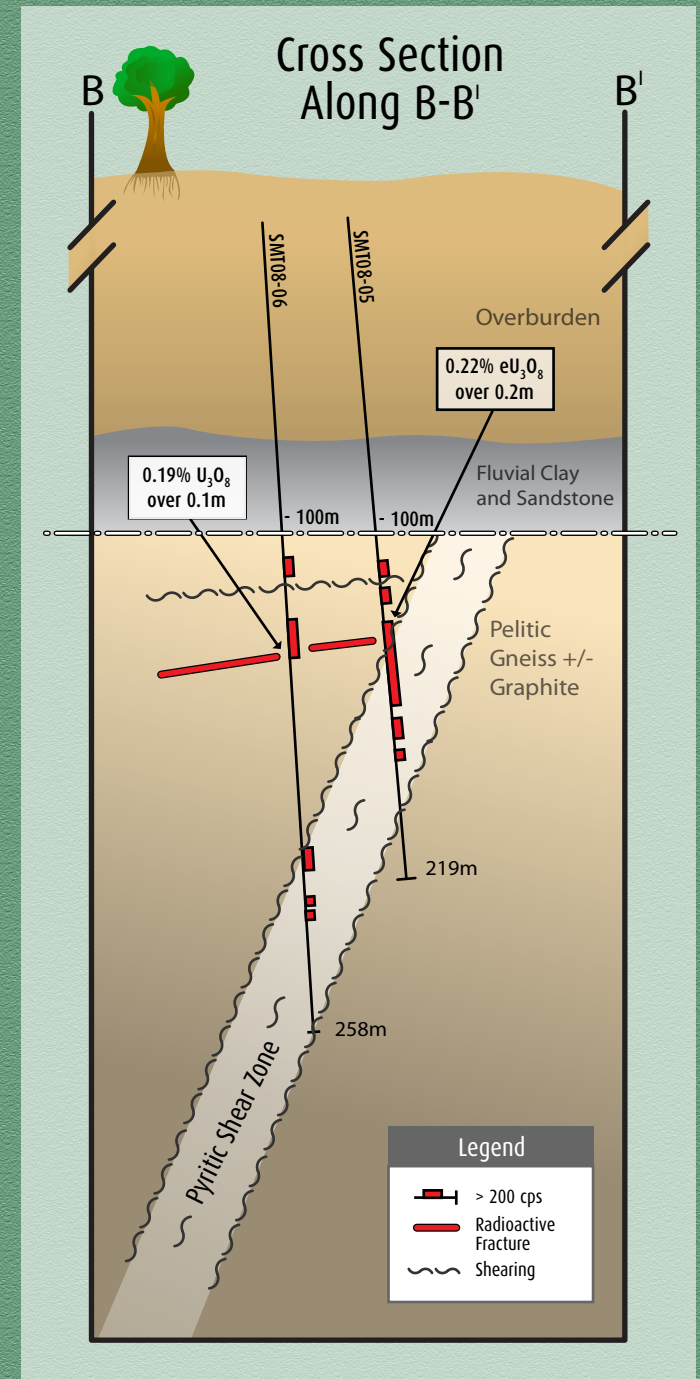 Cross Section
Along B-B'
B
B'
SMT08-06
SMT08-05
Overburden
0.22% eU₃O₈
over 0.2m
0.19% U₃O₈
over 0.1m
Fluvial Clay
and Sandstone
- 100m
- 100m
Pelitic
Gneiss +/-
Graphite
219m
258m
Pyritic Shear Zone
Legend
> 200 cps
Radioactive
Fracture
Shearing